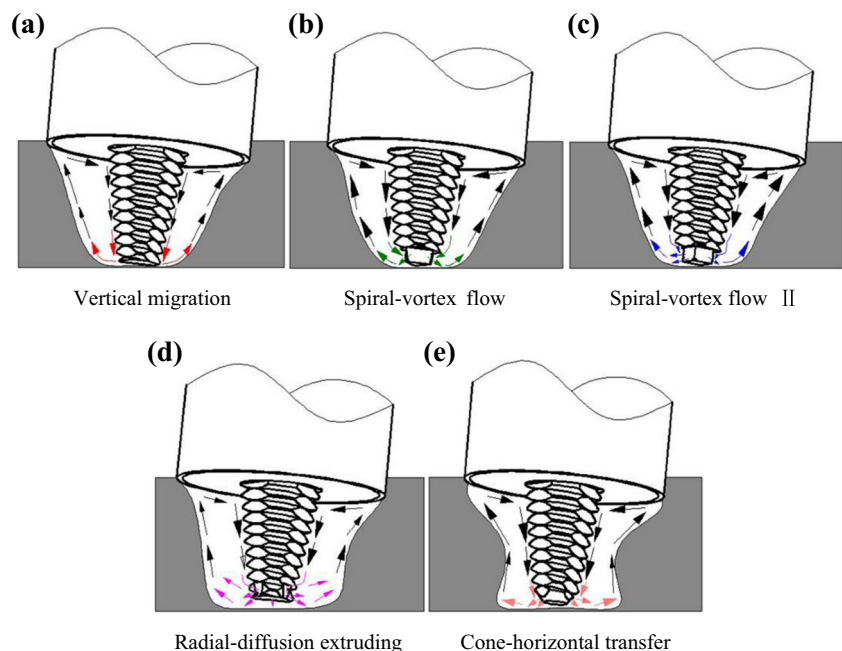 (a)
(b)
(c)
Vertical migration
Spiral-vortex flow
Spiral-vortex flow Ⅱ
(d)
(e)
Radial-diffusion extruding
Cone-horizontal transfer